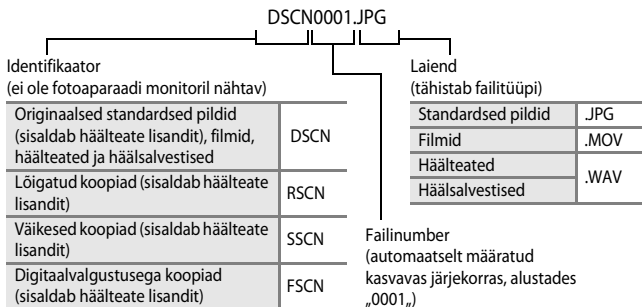 DSCN0001.JPG
Identifikaator
(ei ole fotoaparaadi monitoril nähtav)
Originaalsed standardsed pildid
(sisaldab häälteate lisandit), filmid,
häälteated ja häälsalvestised
DSCN
Lõigatud koopiad (sisaldab häälteate
lisandit)
RSCN
Väikesed koopiad (sisaldab häälteate
lisandit)
SSCN
Digitaalvalgustusega koopiad
(sisaldab häälteate lisandit)
FSCN
Laiend
(tähistab failitüüpi)
Standardsed pildid .JPG
Filmid .MOV
Häälteated
Häälsalvestised
.WAV
Failinumber
(automaatselt määratud
kasvavas järjekorras, alustades
„0001„)